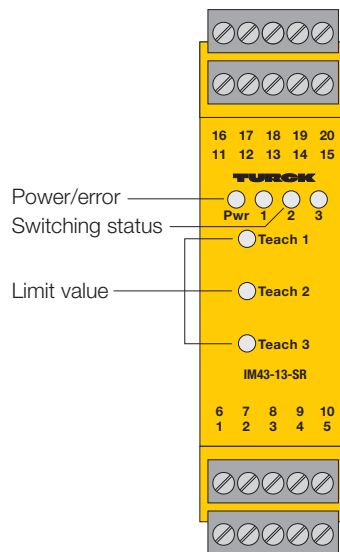 16 17 18 19 20
11 12 13 14 15
TURCK
Power/error
Pwr 1 2 3
Switching status
Teach 1
Limit value
Teach 2
Teach 3
IM43-13-SR
6 7 8 9 10
1 2 3 4 5